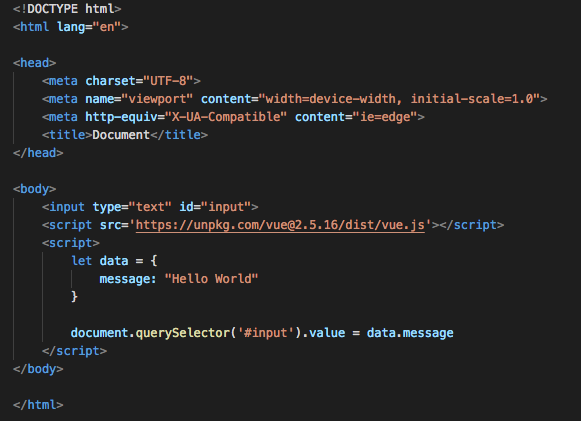 <!DOCTYPE html>
<html lang="en">
<head>
<meta charset="UTF-8">
<meta name="viewport" content="width=device-width, initial-scale=1.0">
<meta http-equiv="X-UA-Compatible" content="ie=edge">
<title>Document</title>
</head>
<body>
<input type="text" id="input">
<script src='https://unpkg.com/vue@2.5.16/dist/vue.js'></script>
<script>
let data = {
message: "Hello World"
}
document.querySelector('#input').value = data.message
</script>
</body>
</html>